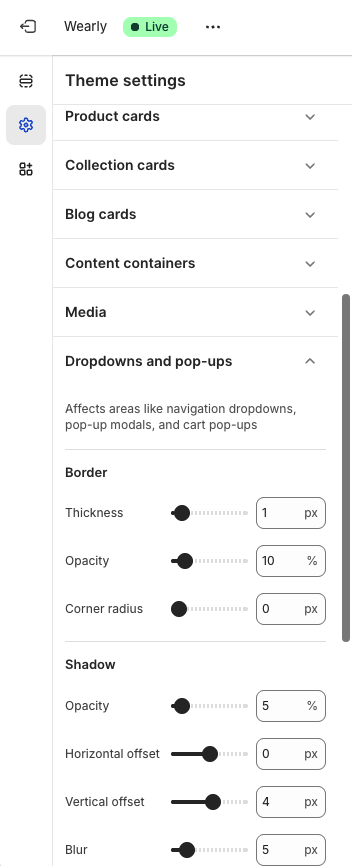 Wearly
Live
Theme settings
Product cards
Collection cards
Blog cards
Content containers
Media
Dropdowns and pop-ups
Affects areas like navigation dropdowns,
pop-up modals, and cart pop-ups
Border
Thickness 1 px
Opacity 10 %
Corner radius 0 px
Shadow
Opacity 5 %
Horizontal offset 0 px
Vertical offset 4 px
Blur 5 px